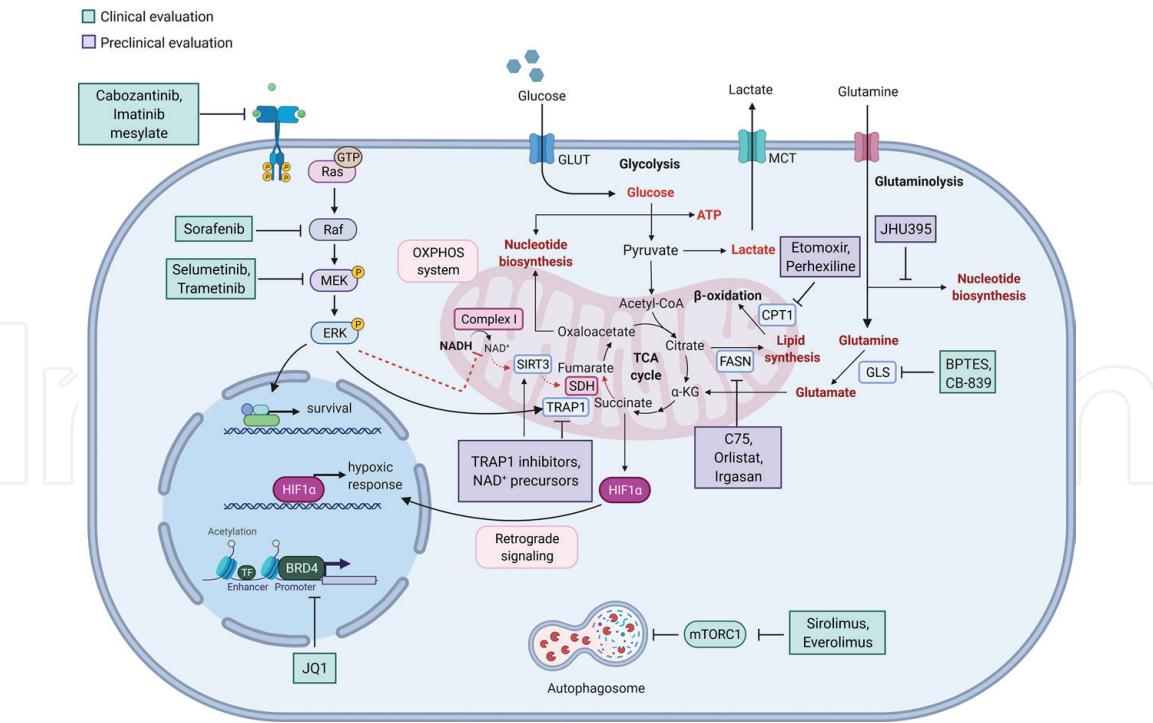 Clinical evaluation
Preclinical evaluation
Cabozantinib,
Imatinib
mesylate
P
P
P
P
GTP
Ras
Sorafenib
Raf
Selumetinib,
Trametinib
MEK
P
ERK
P
Glucose
GLUT
Glycolysis
Glucose
ATP
Nucleotide
biosynthesis
Pyruvate
Lactate
Lactate
MCT
Glutamine
Glutaminolysis
JHU395
Nucleotide
biosynthesis
Etomoxir,
Perhexiline
OXPHOS
system
Acetyl-CoA
β-oxidation
CPT1
Complex I
NADH
NAD⁺
Oxaloacetate
Citrate
Lipid
synthesis
FASN
Glutamine
GLS
BPTES,
CB-839
Glutamate
SIRT3
Fumarate
TCA
cycle
SDH
α-KG
TRAP1
Succinate
C75,
Orlistat,
Irgasan
TRAP1 inhibitors,
NAD⁺ precursors
HIF1α
Retrograde
signaling
survival
hypoxic
response
HIF1α
Acetylation
TF
BRD4
Enhancer
Promoter
JQ1
mTORC1
Sirolimus,
Everolimus
Autophagosome